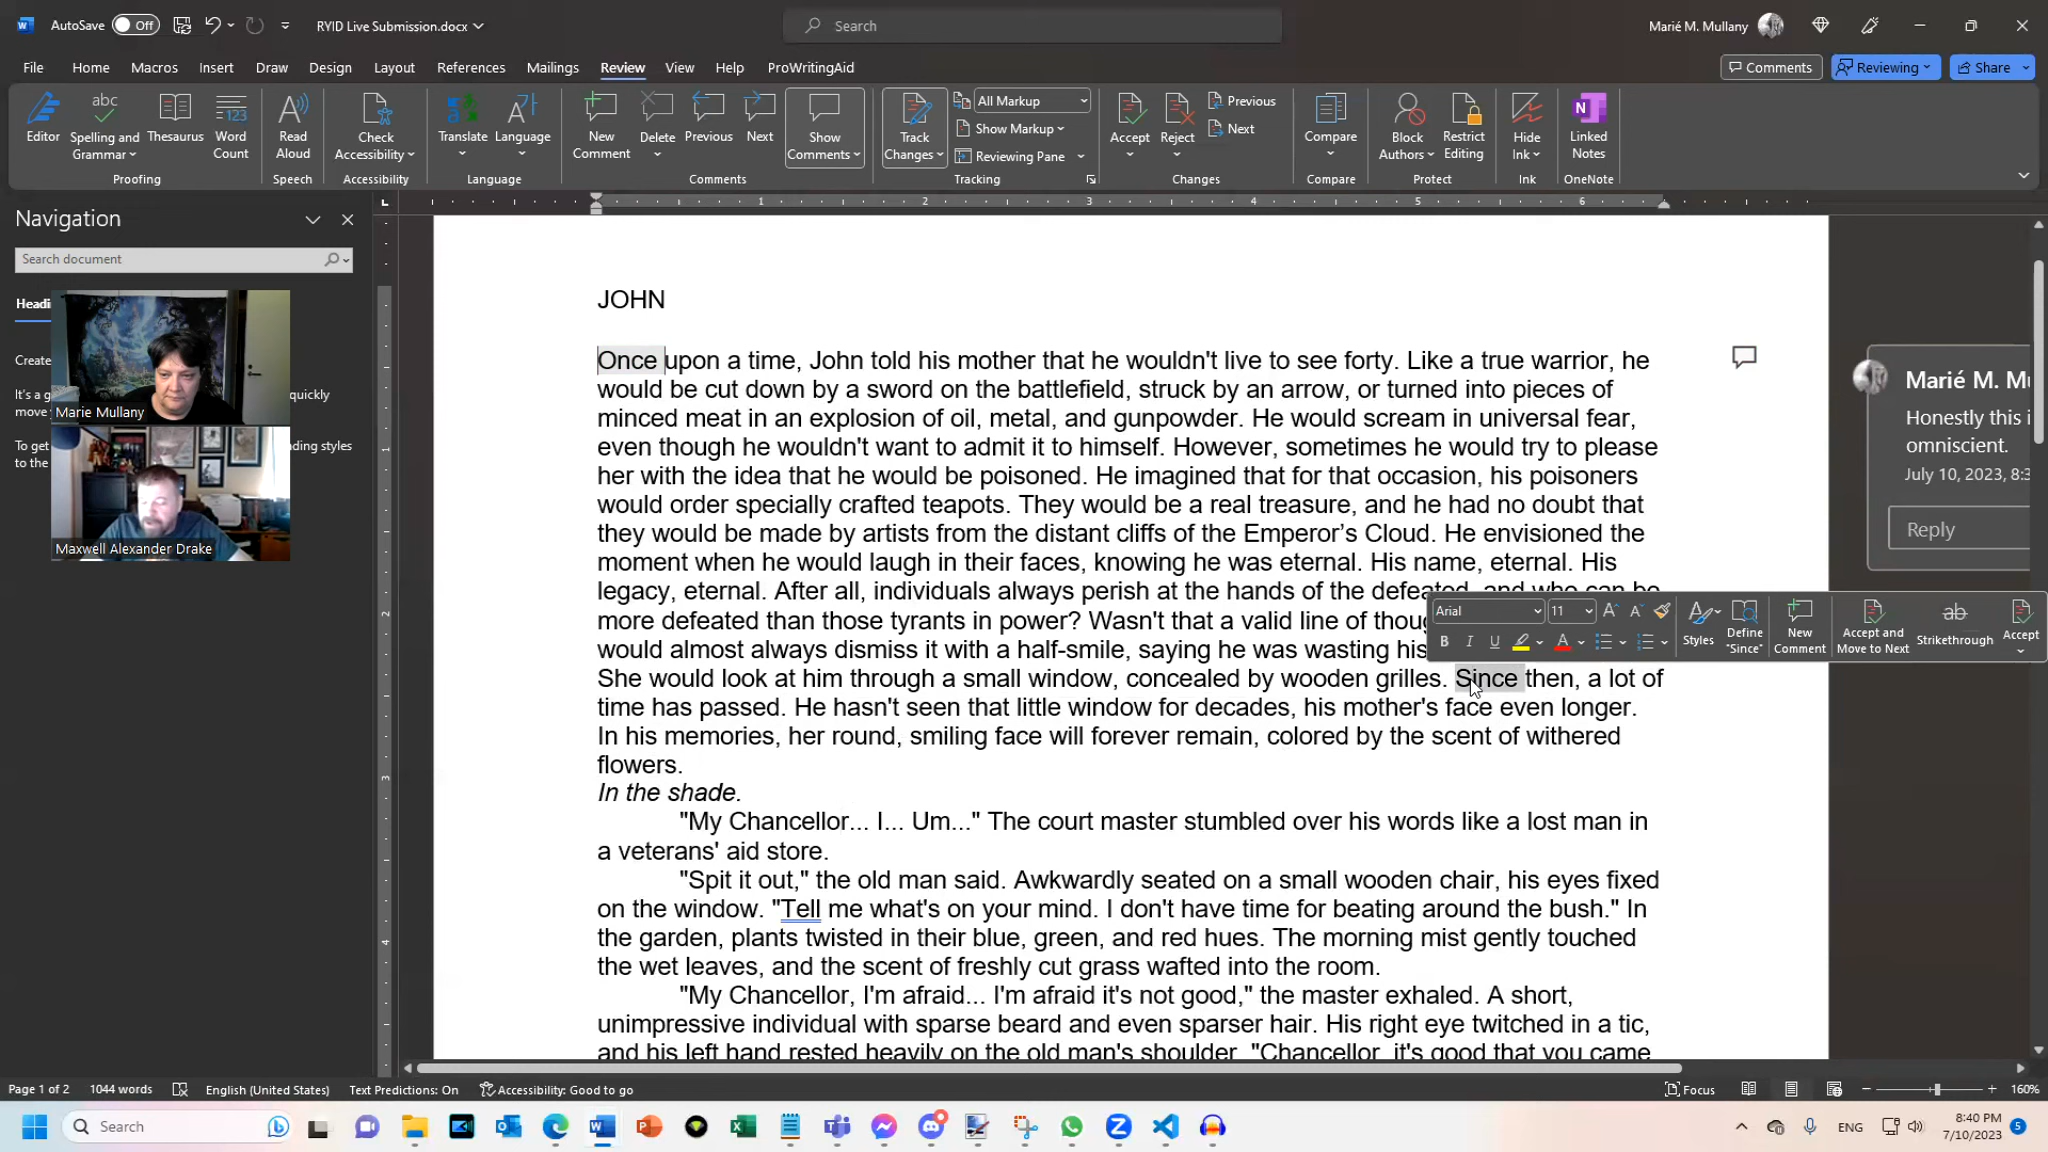 AutoSave Off RYID Live Submission.docx Search Marié M. Mullany
File Home Macros Insert Draw Design Layout References Mailings Review View Help ProWritingAid Comments Reviewing Share
Editor Spelling and Grammar Thesaurus Word Count Read Aloud Check Accessibility Translate Language New Comment Delete Previous Next Show Comments Track Changes All Markup Show Markup Reviewing Pane Accept Reject Previous Next Compare Block Authors Restrict Editing Hide Ink Linked Notes
Proofing Speech Accessibility Language Comments Tracking Changes Compare Protect Ink OneNote
Navigation
Search document
Marie Mullany
Maxwell Alexander Drake
JOHN
Once upon a time, John told his mother that he wouldn't live to see forty. Like a true warrior, he
would be cut down by a sword on the battlefield, struck by an arrow, or turned into pieces of
minced meat in an explosion of oil, metal, and gunpowder. He would scream in universal fear,
even though he wouldn't want to admit it to himself. However, sometimes he would try to please
her with the idea that he would be poisoned. He imagined that for that occasion, his poisoners
would order specially crafted teapots. They would be a real treasure, and he had no doubt that
they would be made by artists from the distant cliffs of the Emperor's Cloud. He envisioned the
moment when he would laugh in their faces, knowing he was eternal. His name, eternal. His
legacy, eternal. After all, individuals always perish at the hands of the defeated, and who can be
more defeated than those tyrants in power? Wasn't that a valid line of
would almost always dismiss it with a half-smile, saying he was wasting his
She would look at him through a small window, concealed by wooden grilles. Since then, a lot of
time has passed. He hasn't seen that little window for decades, his mother's face even longer.
In his memories, her round, smiling face will forever remain, colored by the scent of withered
flowers.
In the shade.
"My Chancellor... I... Um..." The court master stumbled over his words like a lost man in
a veterans' aid store.
"Spit it out," the old man said. Awkwardly seated on a small wooden chair, his eyes fixed
on the window. "Tell me what's on your mind. I don't have time for beating around the bush." In
the garden, plants twisted in their blue, green, and red hues. The morning mist gently touched
the wet leaves, and the scent of freshly cut grass wafted into the room.
"My Chancellor, I'm afraid... I'm afraid it's not good," the master exhaled. A short,
unimpressive individual with sparse beard and even sparser hair. His right eye twitched in a tic,
and his left hand rested heavily on the old man's shoulder. "Chancellor, it's good that you came
Marié M. M
Honestly this i
omniscient.
July 10, 2023, 8:3
Reply
Arial 11
Styles Define "Since" New Comment Accept and Move to Next Strikethrough Accept
Page 1 of 2 1044 words English (United States) Text Predictions: On Accessibility: Good to go Focus 160%
Search ENG 8:40 PM
7/10/2023 5